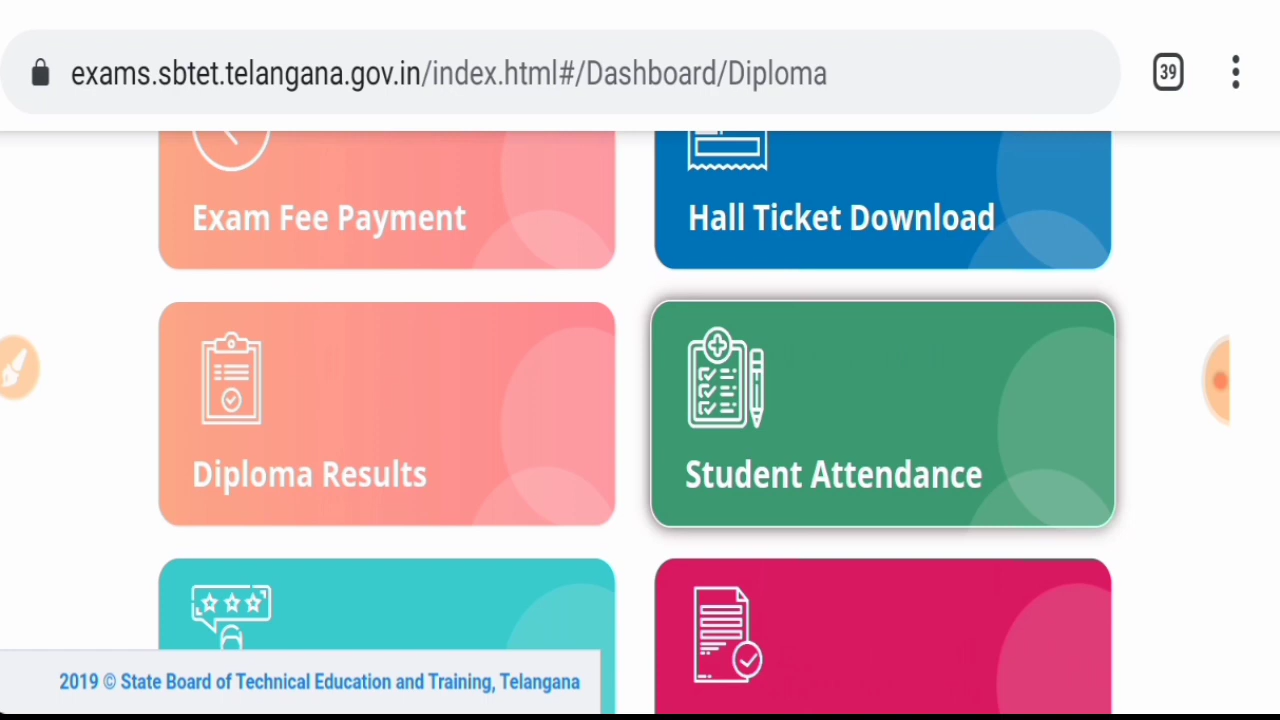 exams.sbtet.telangana.gov.in/index.html#/Dashboard/Diploma
39
Exam Fee Payment
Hall Ticket Download
Diploma Results
Student Attendance
2019 © State Board of Technical Education and Training, Telangana